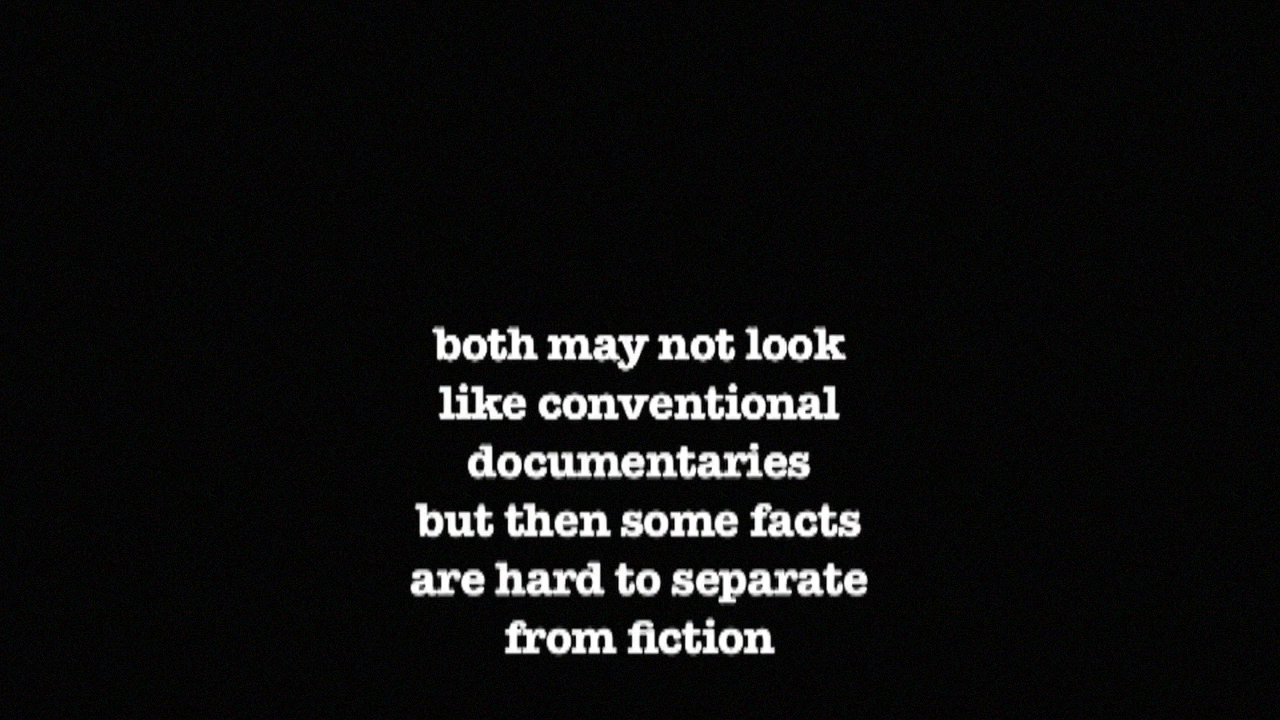 both may not look
like conventional
documentaries
but then some facts
are hard to separate
from fiction